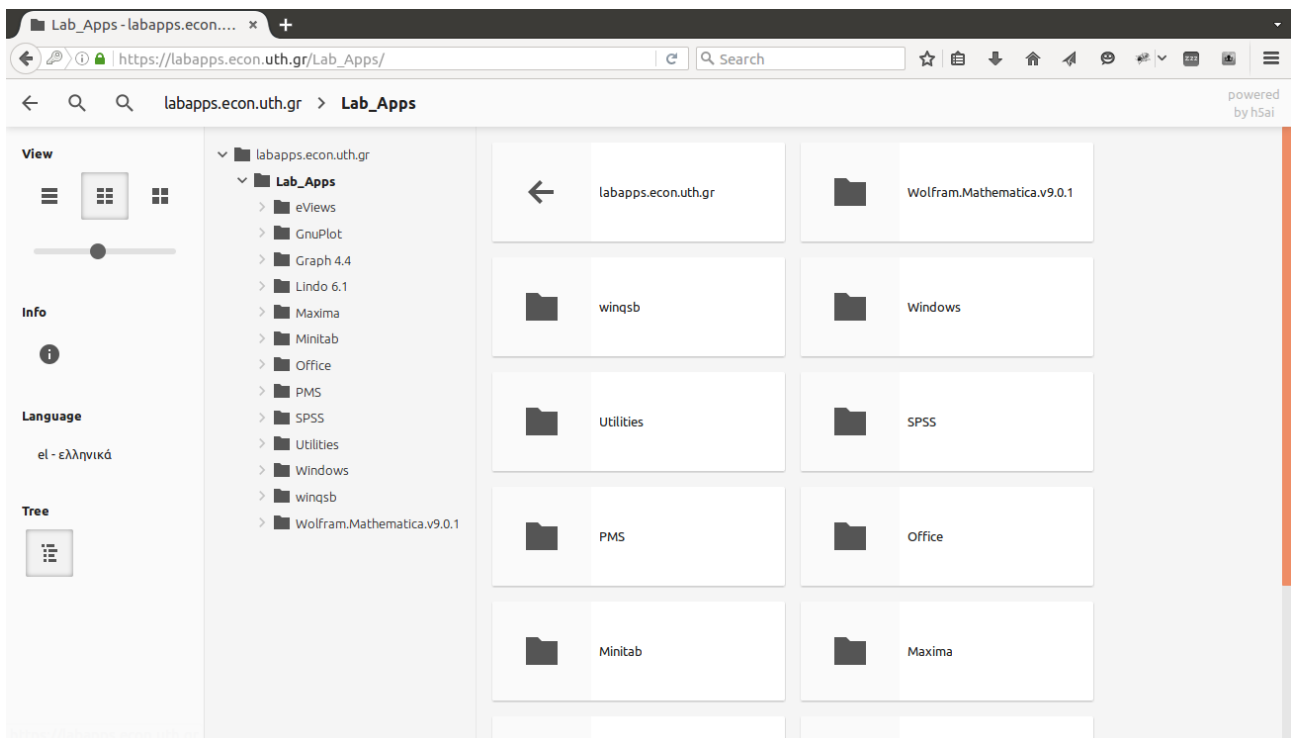 Lab_Apps - labapps.econ.... × +
https://labapps.econ.uth.gr/Lab_Apps/
Search
labapps.econ.uth.gr > Lab_Apps
powered
by h5ai
View
Info
Language
el - ελληνικά
Tree
labapps.econ.uth.gr
Lab_Apps
eViews
GnuPlot
Graph 4.4
Lindo 6.1
Maxima
Minitab
Office
PMS
SPSS
Utilities
Windows
winqsb
Wolfram.Mathematica.v9.0.1
labapps.econ.uth.gr
Wolfram.Mathematica.v9.0.1
winqsb
Windows
Utilities
SPSS
PMS
Office
Minitab
Maxima